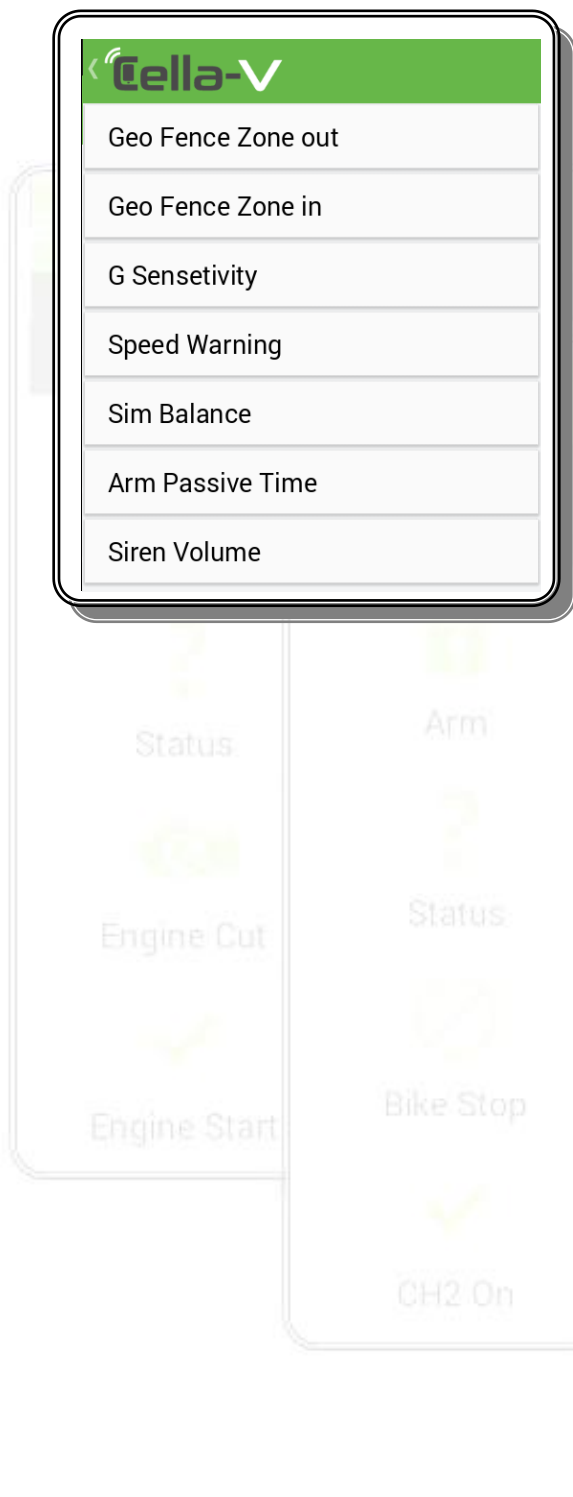 Cella-V
Geo Fence Zone out
Geo Fence Zone in
G Sensetivity
Speed Warning
Sim Balance
Arm Passive Time
Siren Volume
Status
Engine Cut
Engine Start
Arm
Status
Bike Stop
CH2 On